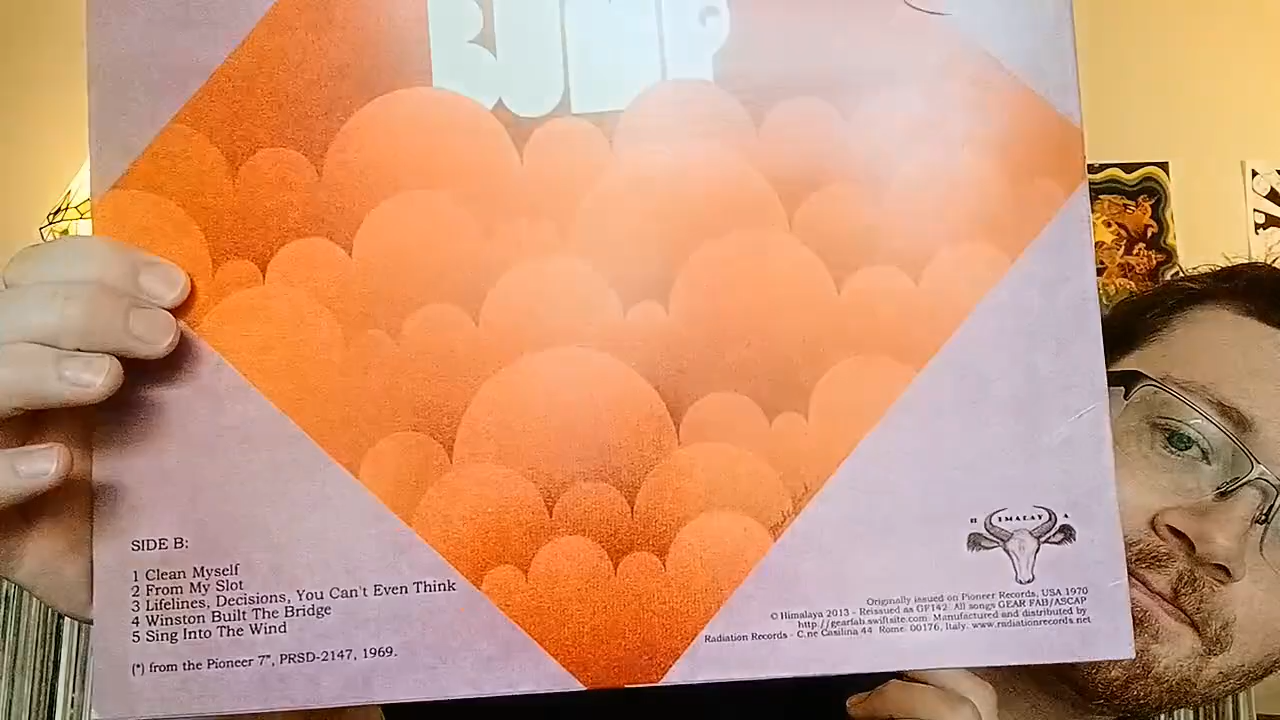 SIDE B:
1 Clean Myself
2 From My Slot
3 Lifelines, Decisions, You Can't Even Think
4 Winston Built The Bridge
5 Sing Into The Wind
(*) from the Pioneer 7", PRSD-2147, 1969.
HIMALAYA
Originally issued on Pioneer Records, USA 1970
© Himalaya 2013 - Reissued as GF142. All songs GEAR FAB/ASCAP
http://gearfab.swiftsite.com. Manufactured and distributed by
Radiation Records - C.ne Casilina 44 Rome, 00176, Italy. www.radiationrecords.net